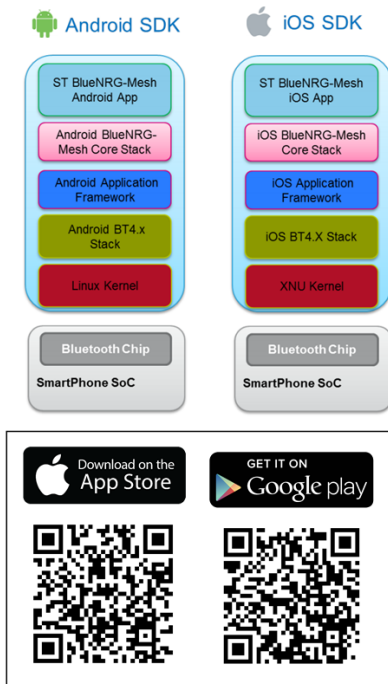 Android SDK
ST BlueNRG-Mesh
Android App
Android BlueNRG-
Mesh Core Stack
Android Application
Framework
Android BT4.x
Stack
Linux Kernel
Bluetooth Chip
SmartPhone SoC
iOS SDK
ST BlueNRG-Mesh
iOS App
iOS BlueNRG-Mesh
Core Stack
iOS Application
Framework
iOS BT4.X Stack
XNU Kernel
Bluetooth Chip
SmartPhone SoC
Download on the
App Store
GET IT ON
Google play